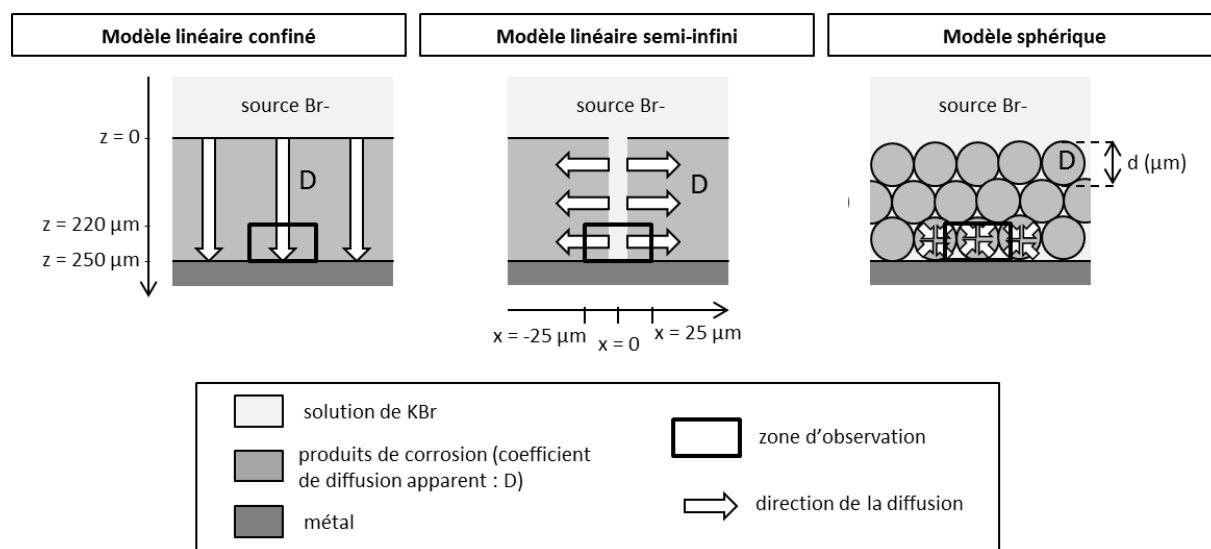 Modèle linéaire confiné
Modèle linéaire semi-infini
Modèle sphérique
source Br-
z = 0
D
z = 220 µm
z = 250 µm
source Br-
D
x = -25 µm
x = 0
x = 25 µm
source Br-
D
d (µm)
solution de KBr
produits de corrosion (coefficient
de diffusion apparent : D)
métal
zone d'observation
direction de la diffusion